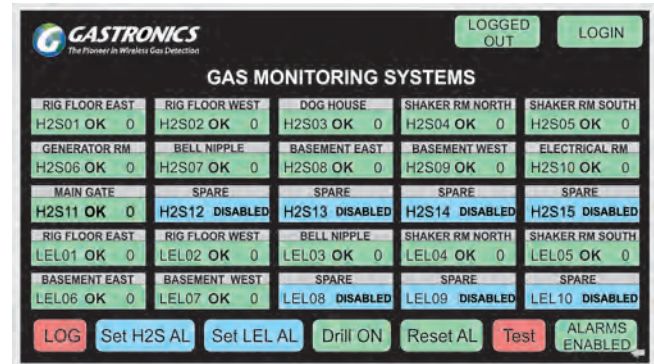 GASTRONICS
The Pioneer in Wireless Gas Detection
LOGGED OUT
LOGIN
GAS MONITORING SYSTEMS
RIG FLOOR EAST RIG FLOOR WEST DOG HOUSE SHAKER RM NORTH SHAKER RM SOUTH
H2S01 OK 0 H2S02 OK 0 H2S03 OK 0 H2S04 OK 0 H2S05 OK 0
GENERATOR RM BELL NIPPLE BASEMENT EAST BASEMENT WEST ELECTRICAL RM
H2S06 OK 0 H2S07 OK 0 H2S08 OK 0 H2S09 OK 0 H2S10 OK 0
MAIN GATE SPARE SPARE SPARE SPARE
H2S11 OK 0 H2S12 DISABLED H2S13 DISABLED H2S14 DISABLED H2S15 DISABLED
RIG FLOOR EAST RIG FLOOR WEST BELL NIPPLE SHAKER RM NORTH SHAKER RM SOUTH
LEL01 OK 0 LEL02 OK 0 LEL03 OK 0 LEL04 OK 0 LEL05 OK 0
BASEMENT EAST BASEMENT WEST SPARE SPARE SPARE
LEL06 OK 0 LEL07 OK 0 LEL08 DISABLED LEL09 DISABLED LEL10 DISABLED
LOG Set H2S AL Set LEL AL Drill ON Reset AL Test ALARMS ENABLED